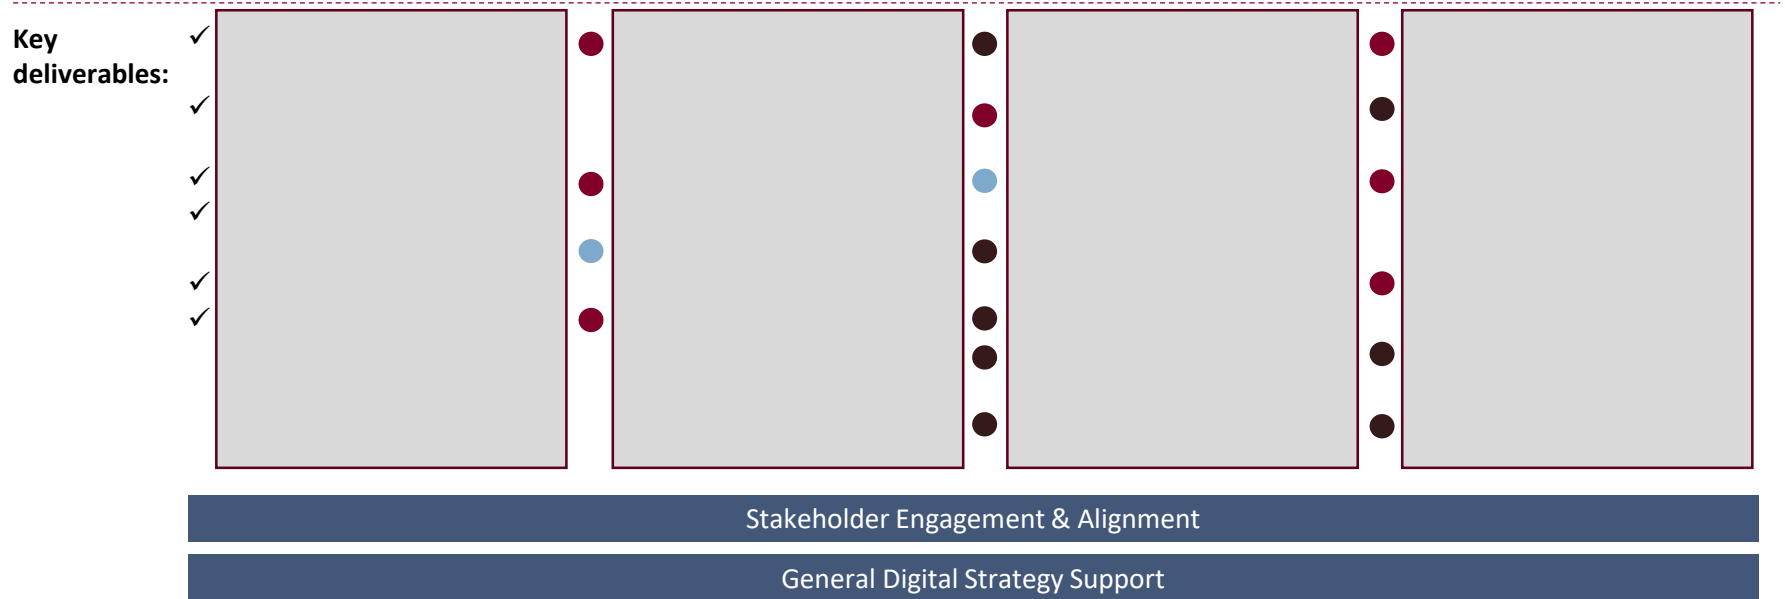 Key
deliverables:
Stakeholder Engagement & Alignment
General Digital Strategy Support